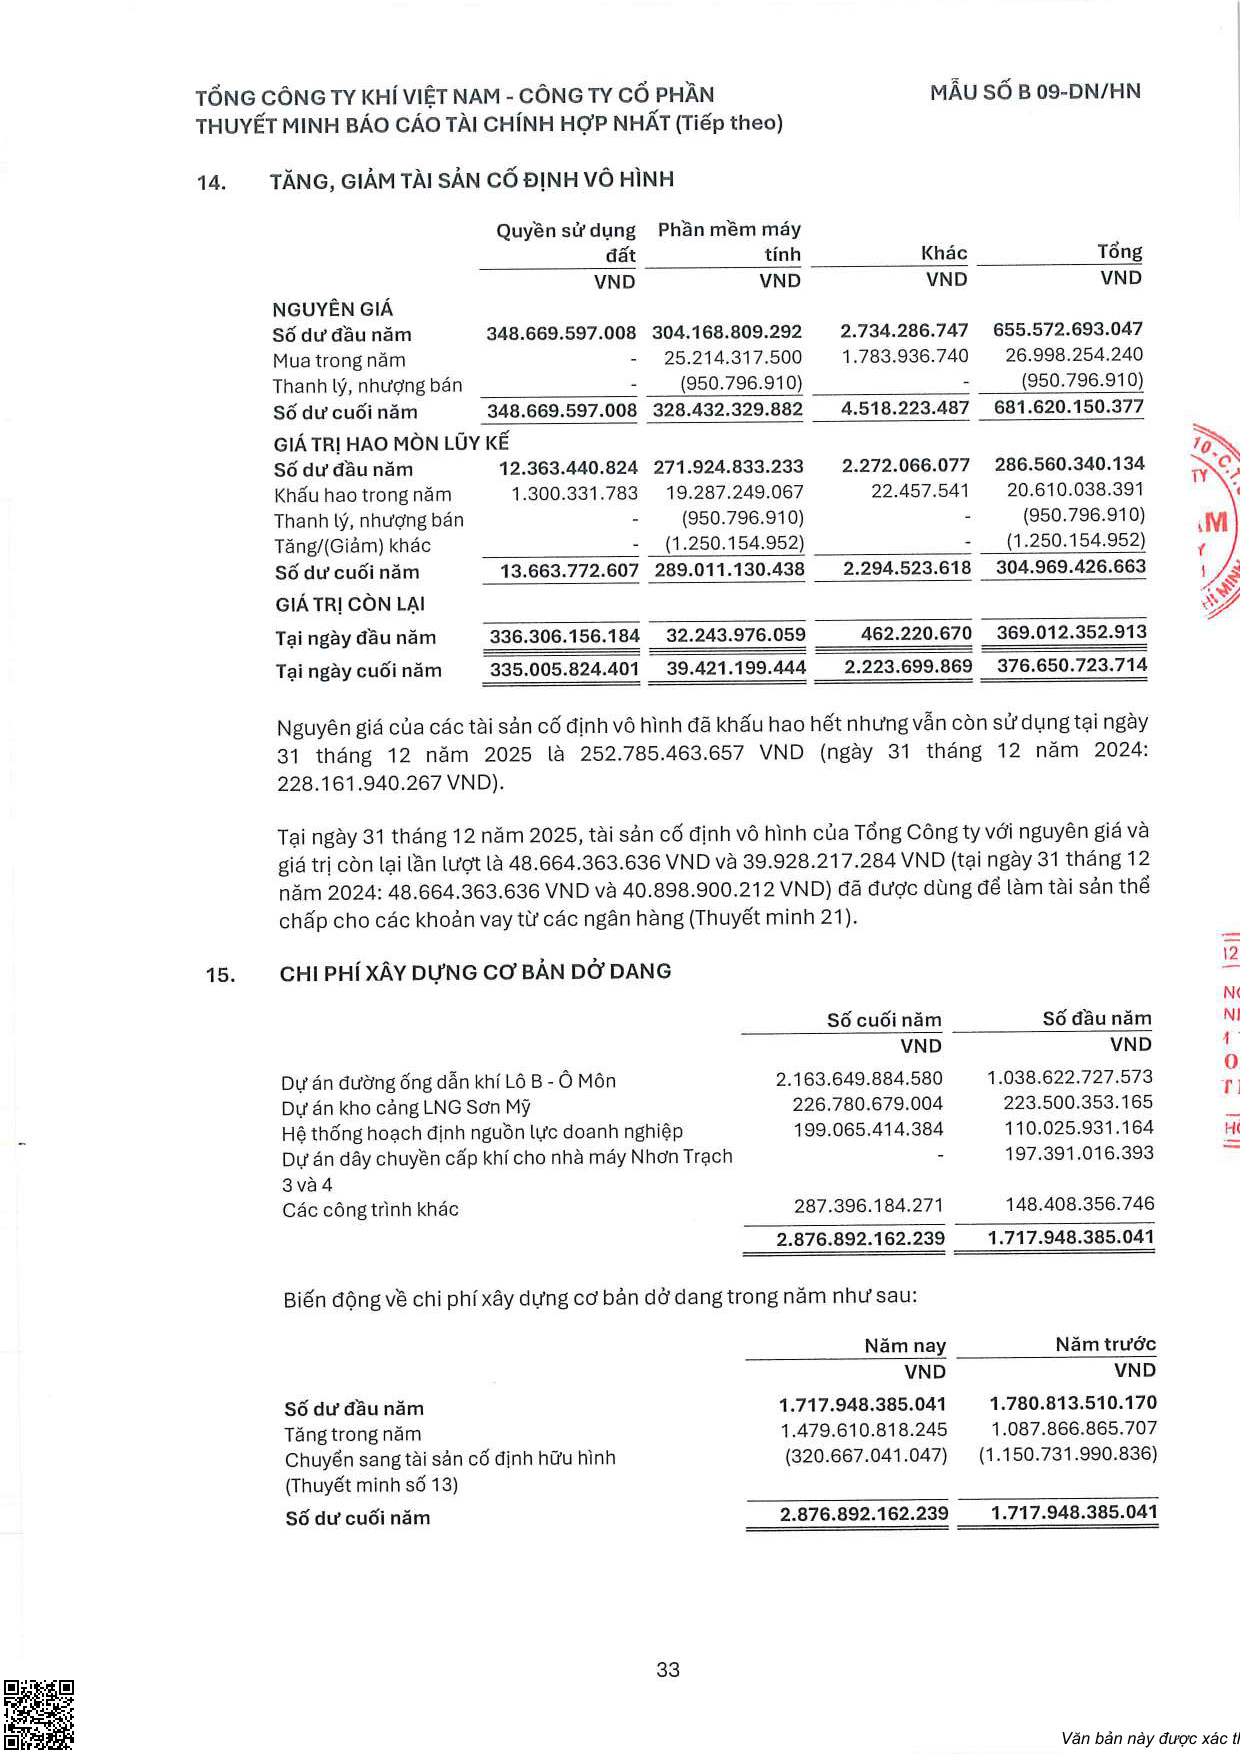 TỔNG CÔNG TY KHÍ VIỆT NAM - CÔNG TY CỔ PHẦN MẪU SỐ B 09-DN/HN
THUYẾT MINH BÁO CÁO TÀI CHÍNH HỢP NHẤT (Tiếp theo)
14. TĂNG, GIẢM TÀI SẢN CỐ ĐỊNH VÔ HÌNH
Quyền sử dụng Phần mềm máy
đất tính Khác Tổng
VND VND VND VND
NGUYÊN GIÁ
Số dư đầu năm 348.669.597.008 304.168.809.292 2.734.286.747 655.572.693.047
Mua trong năm - 25.214.317.500 1.783.936.740 26.998.254.240
Thanh lý, nhượng bán - (950.796.910) - (950.796.910)
Số dư cuối năm 348.669.597.008 328.432.329.882 4.518.223.487 681.620.150.377
GIÁ TRỊ HAO MÒN LŨY KẾ
Số dư đầu năm 12.363.440.824 271.924.833.233 2.272.066.077 286.560.340.134
Khấu hao trong năm 1.300.331.783 19.287.249.067 22.457.541 20.610.038.391
Thanh lý, nhượng bán - (950.796.910) - (950.796.910)
Tăng/(Giảm) khác - (1.250.154.952) - (1.250.154.952)
Số dư cuối năm 13.663.772.607 289.011.130.438 2.294.523.618 304.969.426.663
GIÁ TRỊ CÒN LẠI
Tại ngày đầu năm 336.306.156.184 32.243.976.059 462.220.670 369.012.352.913
Tại ngày cuối năm 335.005.824.401 39.421.199.444 2.223.699.869 376.650.723.714
Nguyên giá của các tài sản cố định vô hình đã khấu hao hết nhưng vẫn còn sử dụng tại ngày
31 tháng 12 năm 2025 là 252.785.463.657 VND (ngày 31 tháng 12 năm 2024:
228.161.940.267 VND).
Tại ngày 31 tháng 12 năm 2025, tài sản cố định vô hình của Tổng Công ty với nguyên giá và
giá trị còn lại lần lượt là 48.664.363.636 VND và 39.928.217.284 VND (tại ngày 31 tháng 12
năm 2024: 48.664.363.636 VND và 40.898.900.212 VND) đã được dùng để làm tài sản thế
chấp cho các khoản vay từ các ngân hàng (Thuyết minh 21).
15. CHI PHÍ XÂY DỰNG CƠ BẢN DỞ DANG
Số cuối năm Số đầu năm
VND VND
Dự án đường ống dẫn khí Lô B - Ô Môn 2.163.649.884.580 1.038.622.727.573
Dự án kho cảng LNG Sơn Mỹ 226.780.679.004 223.500.353.165
Hệ thống hoạch định nguồn lực doanh nghiệp 199.065.414.384 110.025.931.164
Dự án dây chuyền cấp khí cho nhà máy Nhơn Trạch - 197.391.016.393
3 và 4
Các công trình khác 287.396.184.271 148.408.356.746
2.876.892.162.239 1.717.948.385.041
Biến động về chi phí xây dựng cơ bản dở dang trong năm như sau:
Năm nay Năm trước
VND VND
Số dư đầu năm 1.717.948.385.041 1.780.813.510.170
Tăng trong năm 1.479.610.818.245 1.087.866.865.707
Chuyển sang tài sản cố định hữu hình (320.667.041.047) (1.150.731.990.836)
(Thuyết minh số 13)
Số dư cuối năm 2.876.892.162.239 1.717.948.385.041
33
Văn bản này được xác